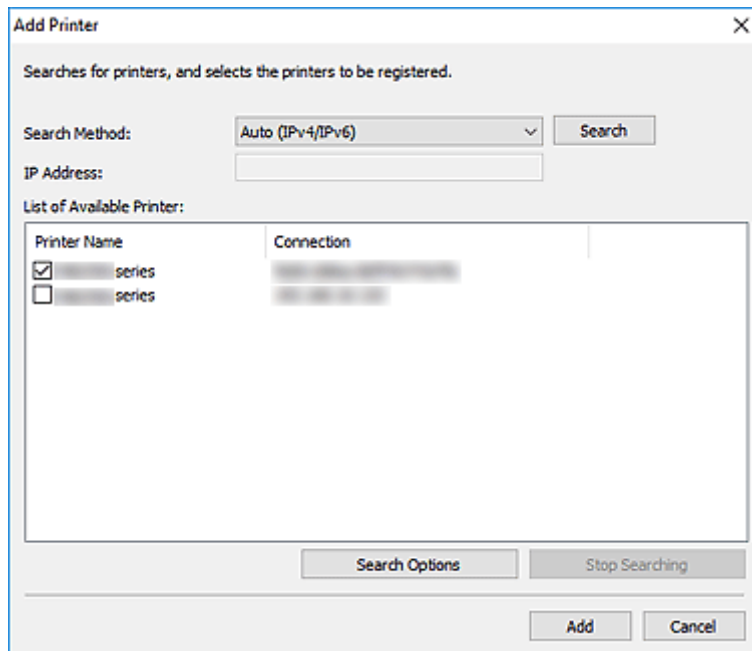 Add Printer
Searches for printers, and selects the printers to be registered.
Search Method: Auto (IPv4/IPv6) Search
IP Address:
List of Available Printer:
Printer Name Connection
series
series
Search Options Stop Searching
Add Cancel